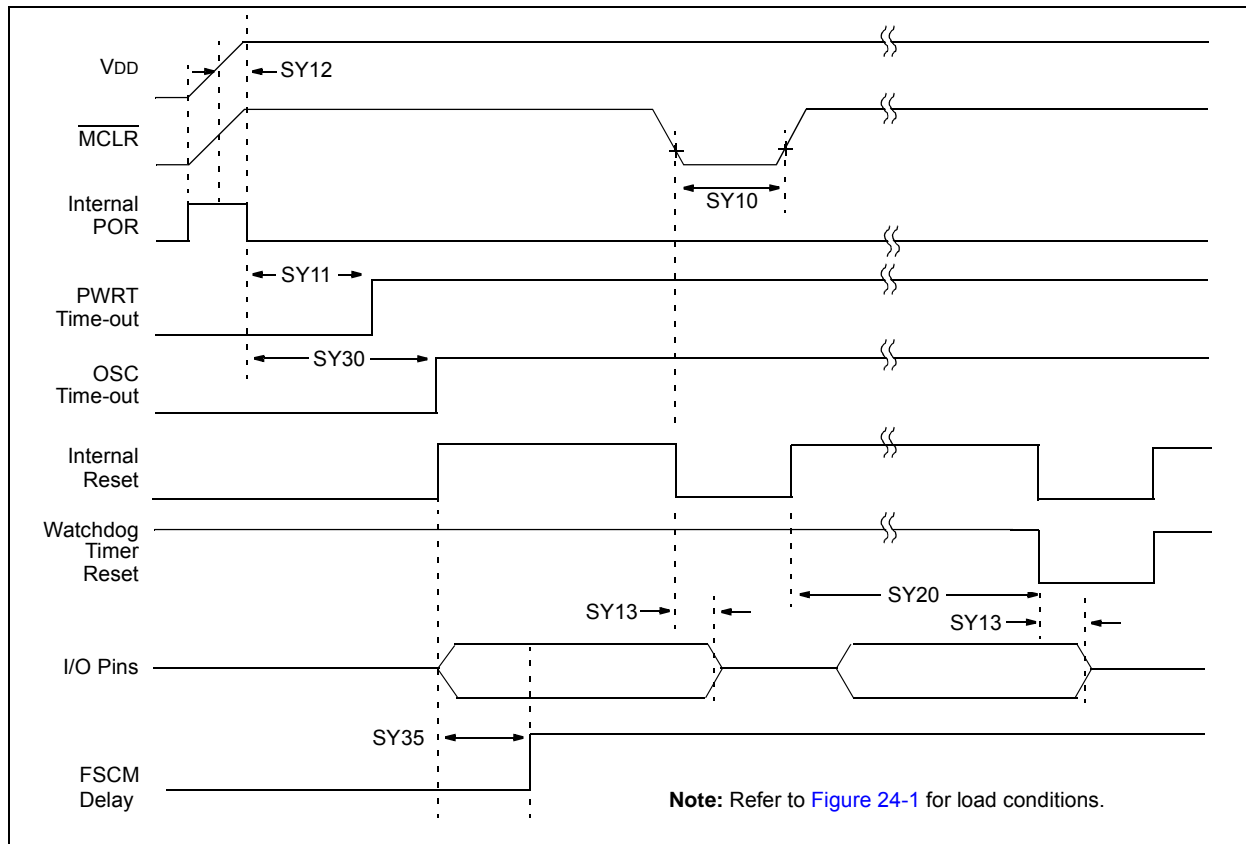 VDD
SY12
MCLR
SY10
Internal
POR
SY11
PWRT
Time-out
SY30
OSC
Time-out
Internal
Reset
Watchdog
Timer
Reset
SY20
SY13
SY13
I/O Pins
SY35
FSCM
Delay
Note: Refer to Figure 24-1 for load conditions.